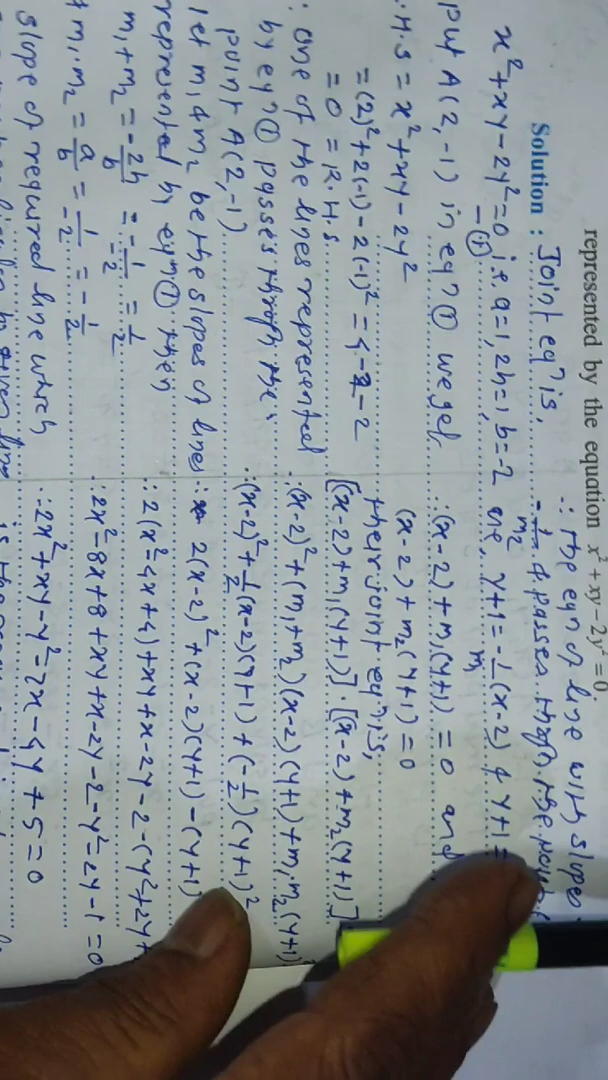 represented by the equation x² + xy − 2y² = 0.
Solution : Joint eqⁿ is,
x²+xy−2y²=0 i.e. a=1, 2h=1, b=-2
—①
put A(2,-1) in eqⁿ ① we get
.H.S = x²+xy−2y²
= (2)²+2(-1)−2(-1)² = 4-2-2
= 0 = R.H.S
∴ one of the lines represented
by eqⁿ ① passes through the
point A(2,-1)
let m₁ & m₂ be the slopes of lines
represented by eqn ① then
m₁+m₂ = -2h/b = -1/-2 = 1/2
& m₁.m₂ = a/b = 1/-2 = -1/2
slope of required line which
∴ the eqn of line with slopes
& passes through the
are, y+1 = -1/m₁ (x-2) & y+1 =
∴ (x-2)+m₁(y+1)=0 and
(x-2)+m₂(y+1)=0
their joint eqⁿ is,
[(x-2)+m₁(y+1)].[(x-2)+m₂(y+1)]
∴ (x-2)²+(m₁+m₂)(x-2)(y+1)+m₁m₂(y+1)
∴ (x-2)²+1/2(x-2)(y+1)+(-1/2)(y+1)²
∴ 2(x-2)²+(x-2)(y+1)-(y+1)
∴ 2(x²-4x+4)+xy+x-2y-2-(y²+2y+
∴ 2x²-8x+8+xy+x-2y-2-y²-2y-1=0
∴ 2x²+xy-y²-7x-4y+5=0